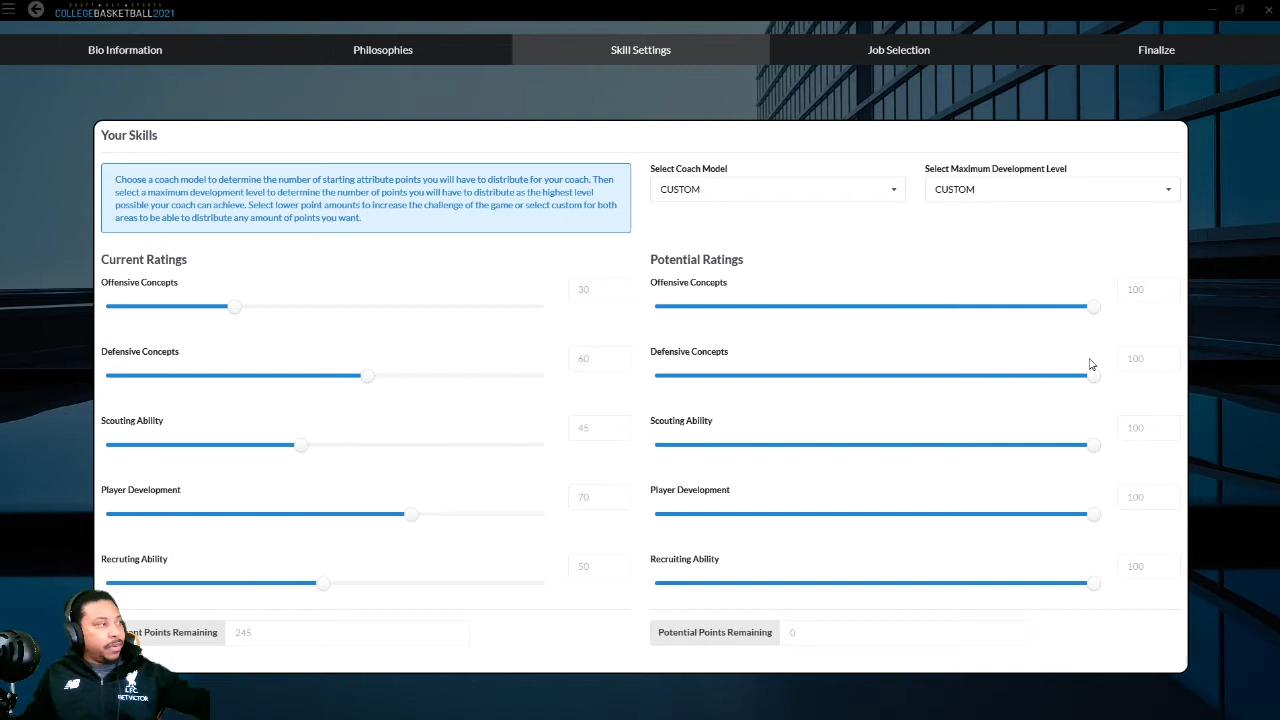 DRAFT DAY SPORTS
COLLEGEBASKETBALL2021
Bio Information
Philosophies
Skill Settings
Job Selection
Finalize
Your Skills
Choose a coach model to determine the number of starting attribute points you will have to distribute for your coach. Then
select a maximum development level to determine the number of points you will have to distribute as the highest level
possible your coach can achieve. Select lower point amounts to increase the challenge of the game or select custom for both
areas to be able to distribute any amount of points you want.
Select Coach Model
CUSTOM
Select Maximum Development Level
CUSTOM
Current Ratings
Offensive Concepts
30
Defensive Concepts
60
Scouting Ability
45
Player Development
70
Recruting Ability
50
nt Points Remaining
245
Potential Ratings
Offensive Concepts
100
Defensive Concepts
100
Scouting Ability
100
Player Development
100
Recruiting Ability
100
Potential Points Remaining
0
L.F.C.
BETVICTOR